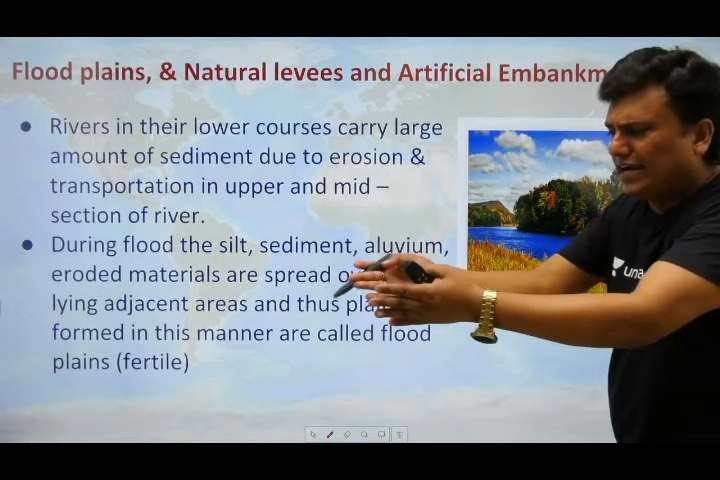 Flood plains, & Natural levees and Artificial Embankm
● Rivers in their lower courses carry large
amount of sediment due to erosion &
transportation in upper and mid –
section of river.
● During flood the silt, sediment, aluvium,
eroded materials are spread
lying adjacent areas and thus
formed in this manner are called flood
plains (fertile)
una